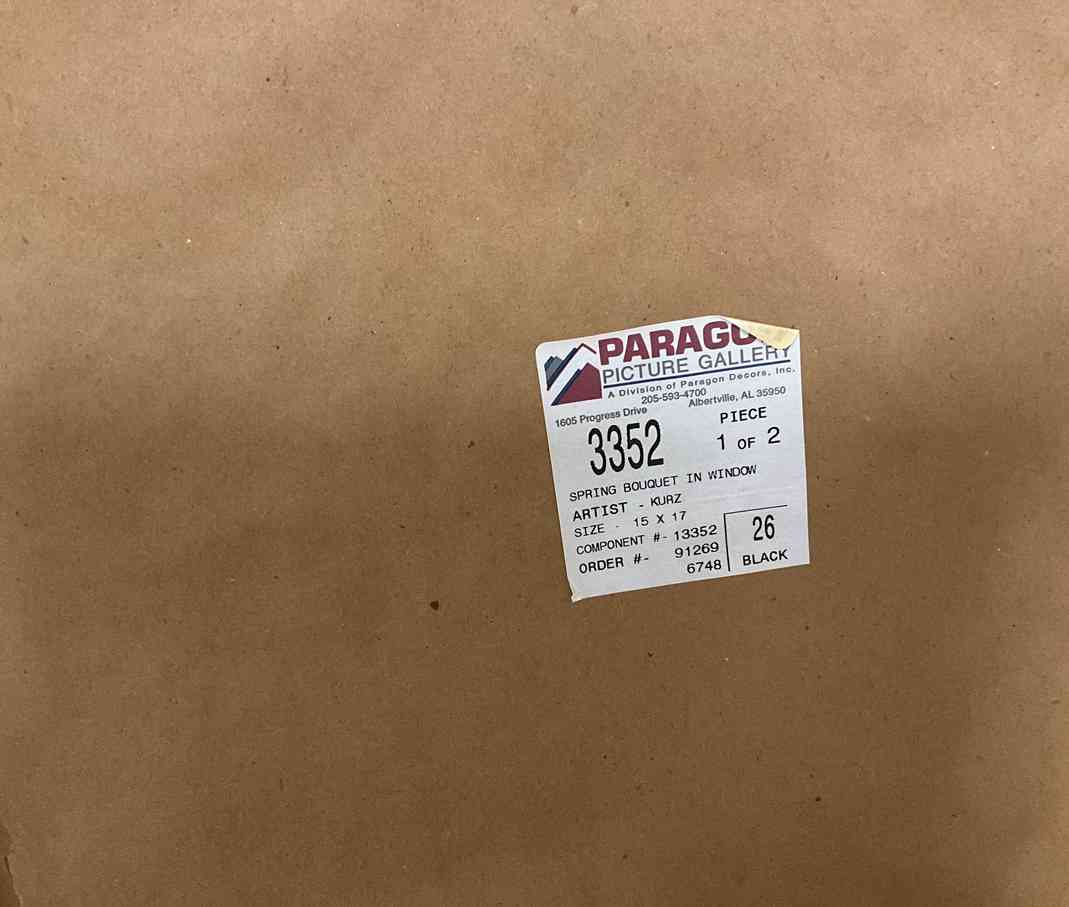 PARAGO
PICTURE GALLERY
A Division of Paragon Decors, Inc.
205-593-4700
1605 Progress Drive Albertville, AL 35950
3352
PIECE
1 OF 2
SPRING BOUQUET IN WINDOW
ARTIST - KURZ
SIZE - 15 X 17
COMPONENT #- 13352
ORDER #- 91269
6748
26
BLACK